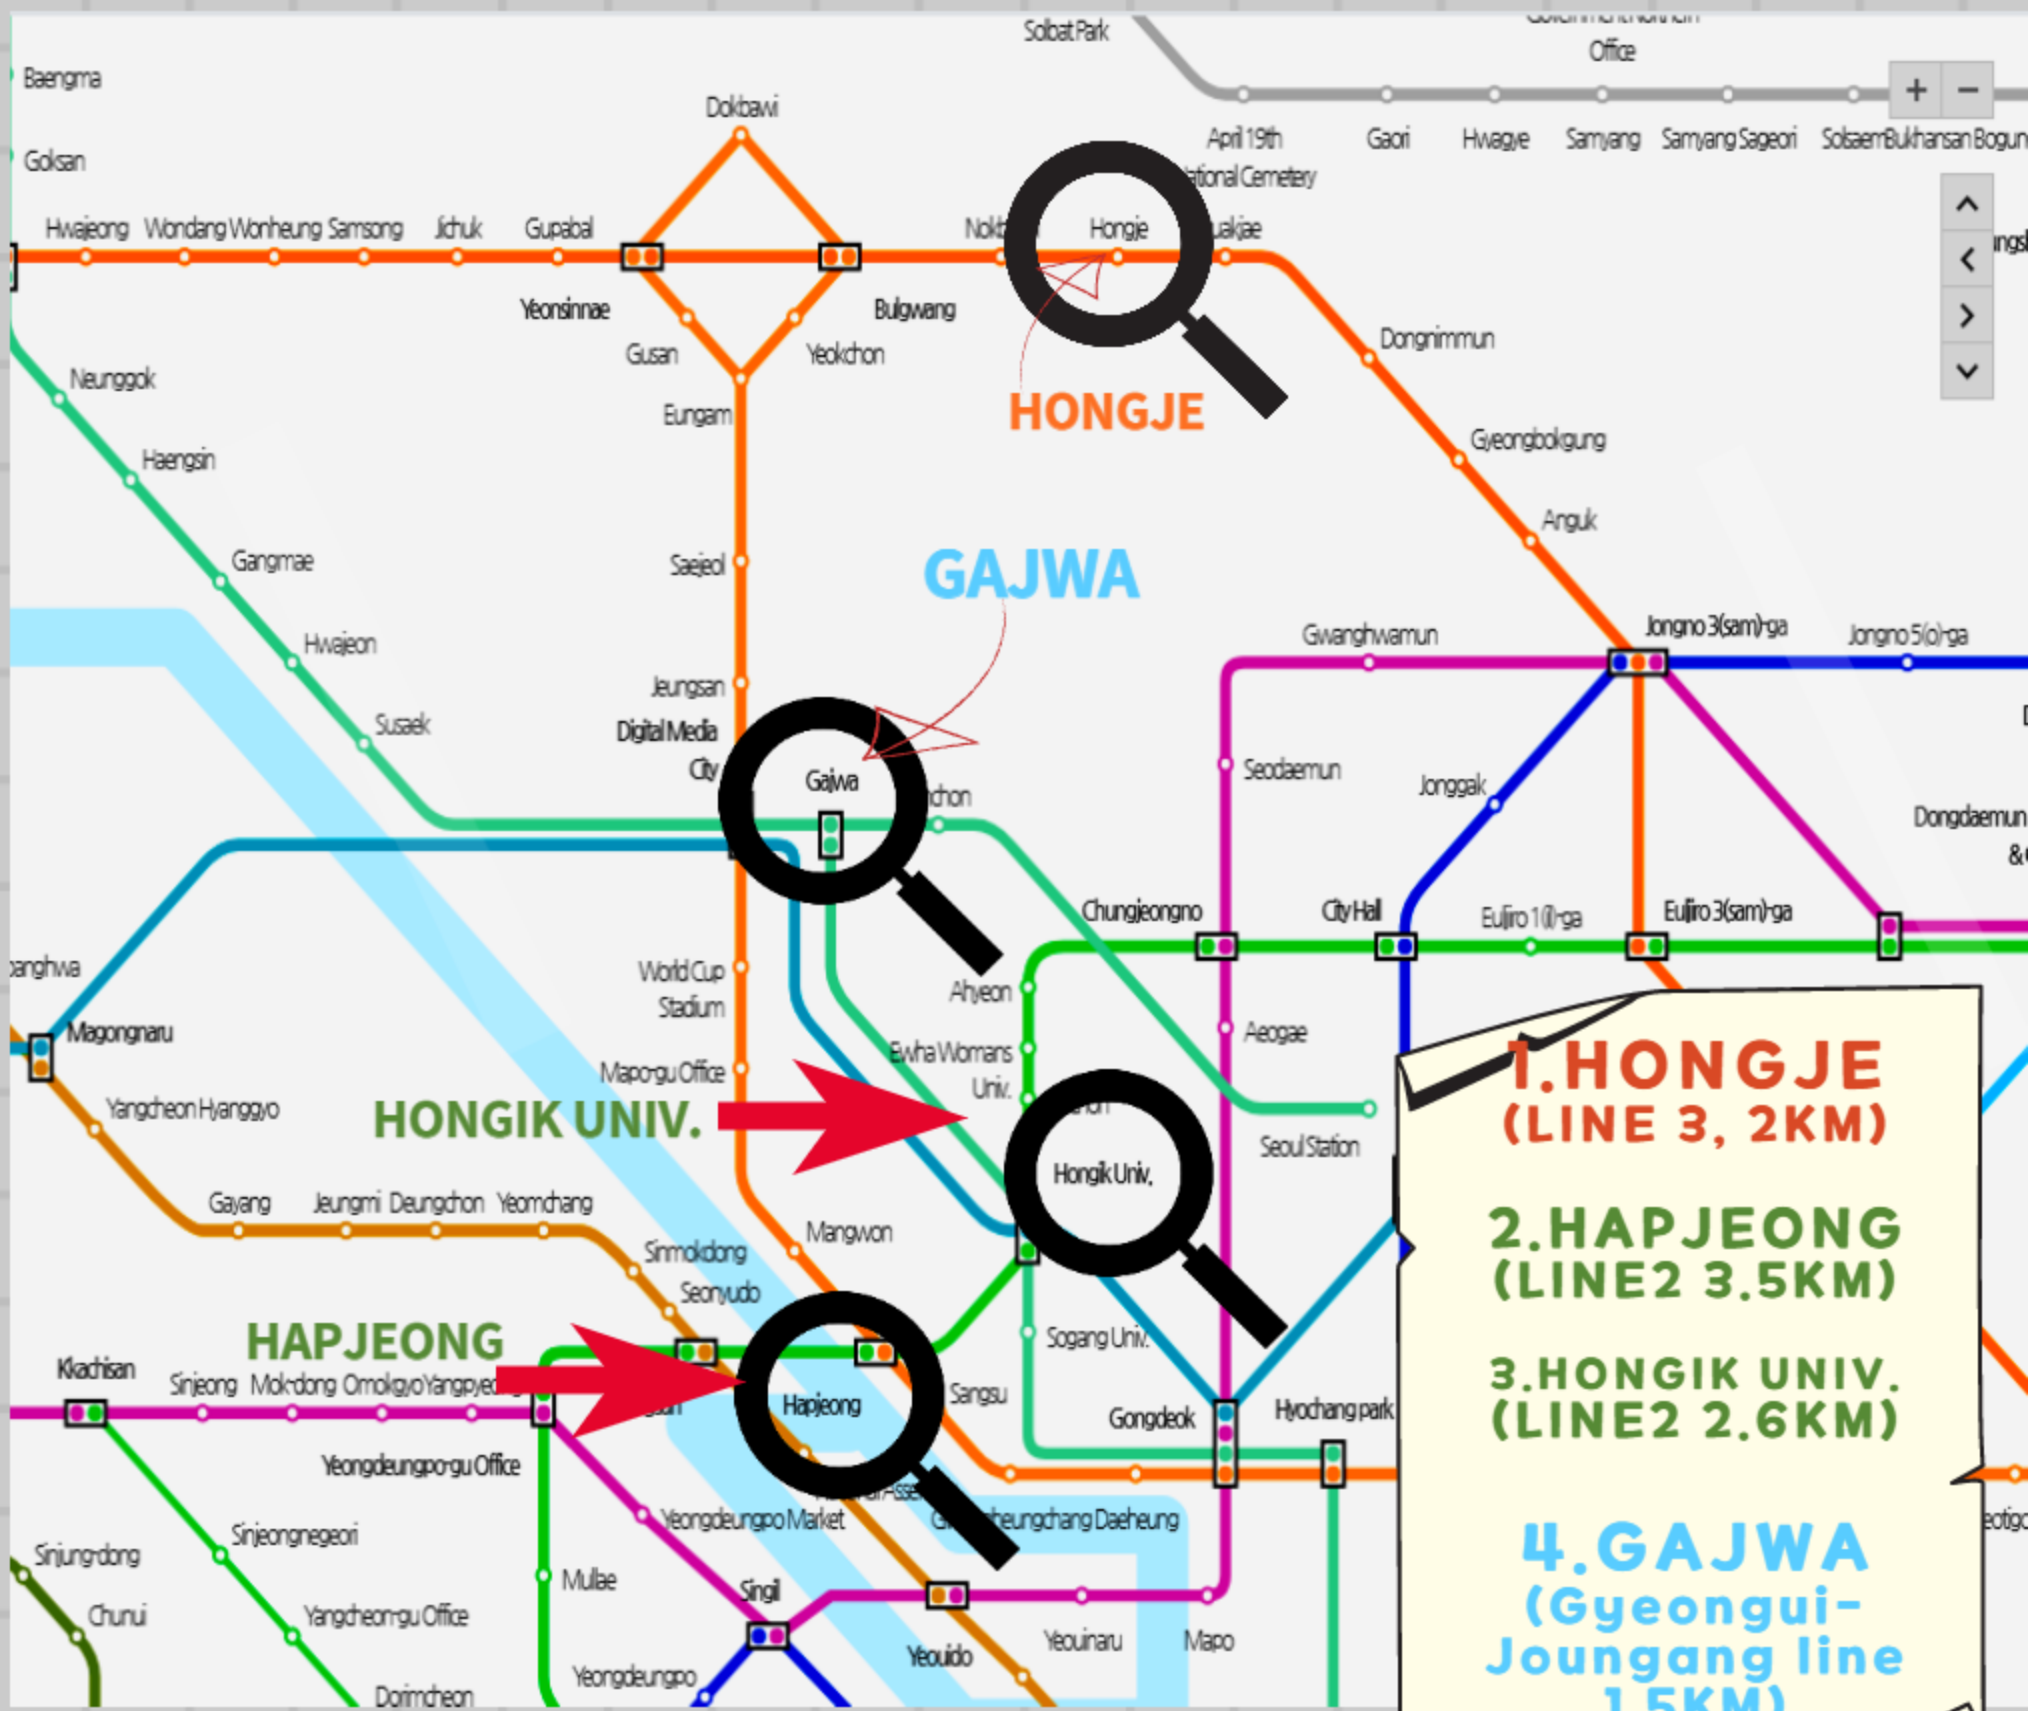 Solbat Park
Office
Baengma
Dokbawi
+ −
April 19th
Gaori
Hwagye
Samyang
Samyang Sageori
Solsaem
Bukhansan Bogun
Goksan
National Cemetery
Hwajeong
Wondang
Wonheung
Samsong
Jichuk
Gupabal
Hongje
Yeonsinnae
Bulgwang
Dongnimmun
Gusan
Yeokchon
Neunggok
Eungam
HONGJE
Gyeongbokgung
Haengsin
Anguk
Gangmae
Saejeol
GAJWA
Hwajeon
Gwanghwamun
Jongno 3(sam)-ga
Jongno 5(o)-ga
Jeungsan
Susaek
Digital Media
City
Gajwa
Seodaemun
Jonggak
Dongdaemun
&
Chungjeongno
City Hall
Euljiro 1(il)-ga
Euljiro 3(sam)-ga
World Cup
Stadium
Ahyeon
Magongnaru
Aeogae
Ewha Womans
Univ.
Mapo-gu Office
Yangcheon Hyanggyo
HONGIK UNIV.
Seoul Station
Hongik Univ.
Gayang
Jeungmi
Deungchon
Yeomchang
Mangwon
Sinmokdong
Seonyudo
HAPJEONG
Sogang Univ.
Kkachisan
Sinjeong
Mok-dong
Omokgyo
Hapjeong
Sangsu
Gongdeok
Hyochang park
Yeongdeungpo-gu Office
Yeongdeungpo Market
Daeheung
Sinjeongnegeori
Sinjung-dong
Mullae
Singil
Chunui
Yangcheon-gu Office
Yeouido
Yeouinaru
Mapo
Yeongdeungpo
Dorimcheon
1.HONGJE
(LINE 3, 2KM)
2.HAPJEONG
(LINE2 3.5KM)
3.HONGIK UNIV.
(LINE2 2.6KM)
4.GAJWA
(Gyeongui-
Joungang line
1.5KM)